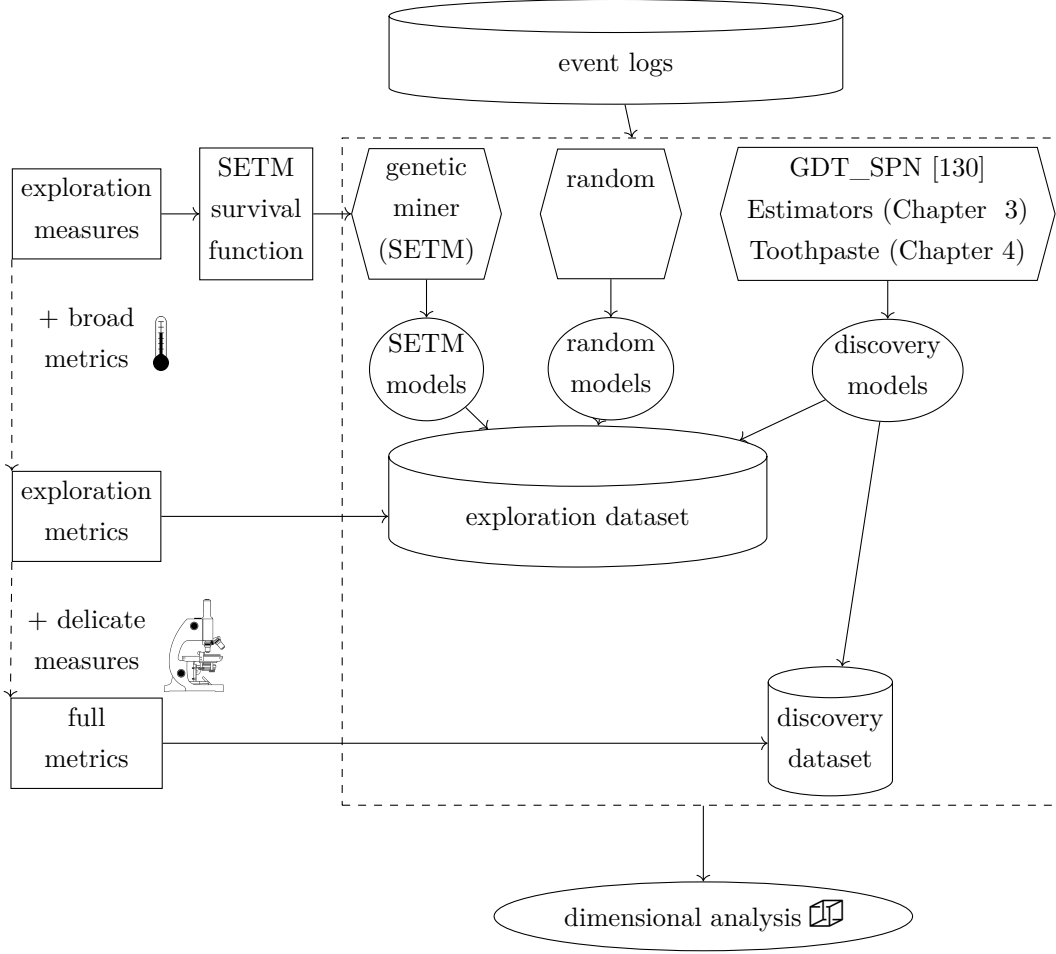 event logs
exploration
measures
SETM
survival
function
genetic
miner
(SETM)
random
GDT_SPN [130]
Estimators (Chapter 3)
Toothpaste (Chapter 4)
+ broad
metrics
SETM
models
random
models
discovery
models
exploration
metrics
exploration dataset
+ delicate
measures
full
metrics
discovery
dataset
dimensional analysis